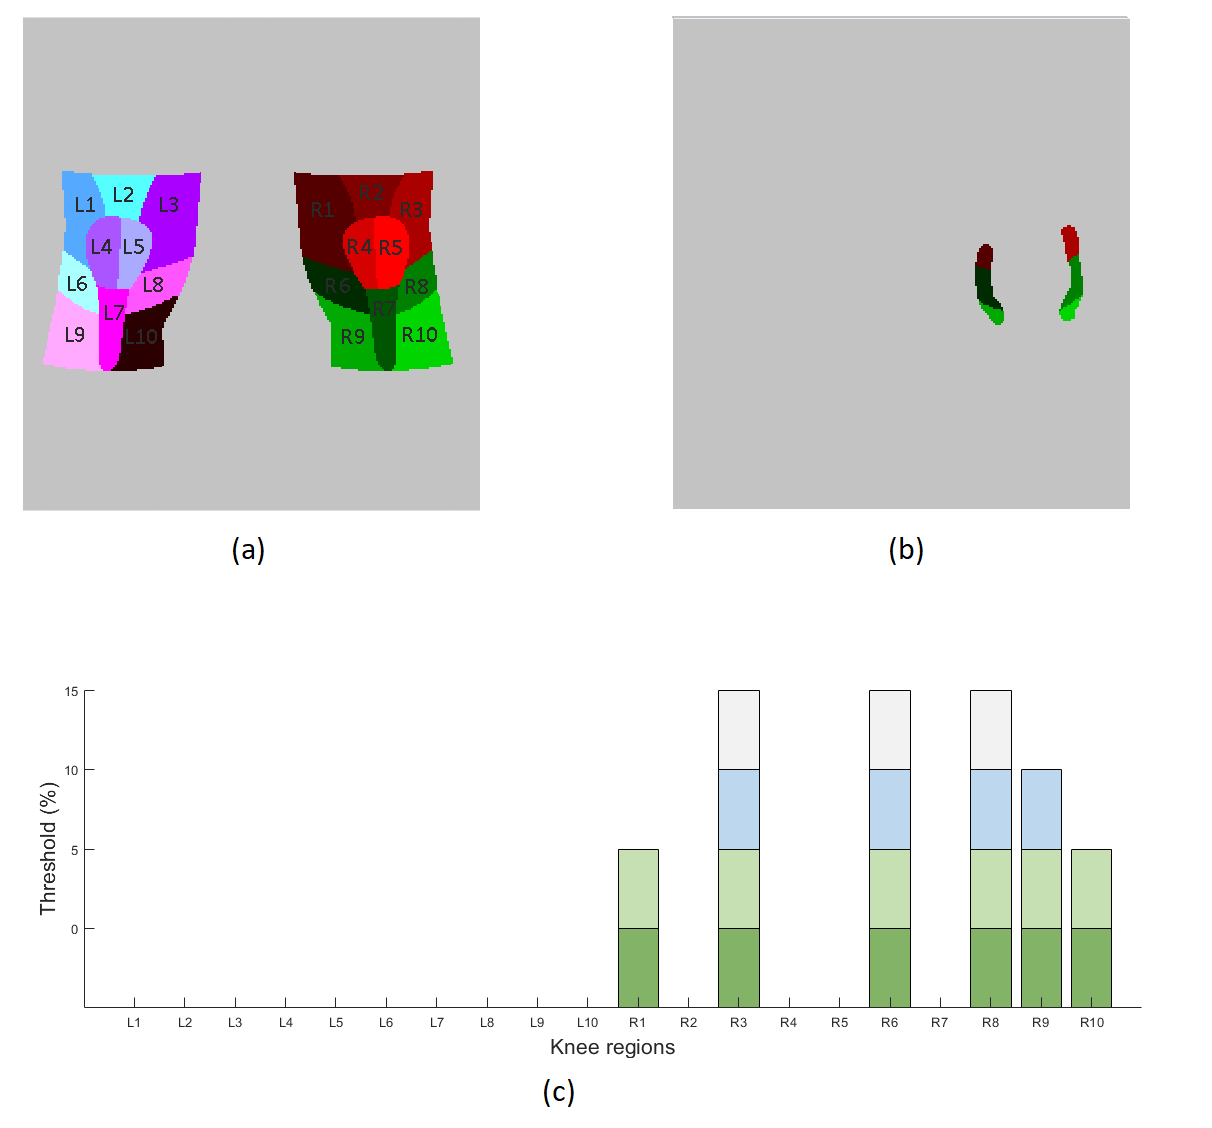 L1 L2 L3
L4 L5
L6 L8
L7
L9 L10
R1 R2 R3
R4 R5
R6 R8
R7
R9 R10
(a)
(b)
15
10
5
0
Threshold (%)
L1 L2 L3 L4 L5 L6 L7 L8 L9 L10 R1 R2 R3 R4 R5 R6 R7 R8 R9 R10
Knee regions
(c)